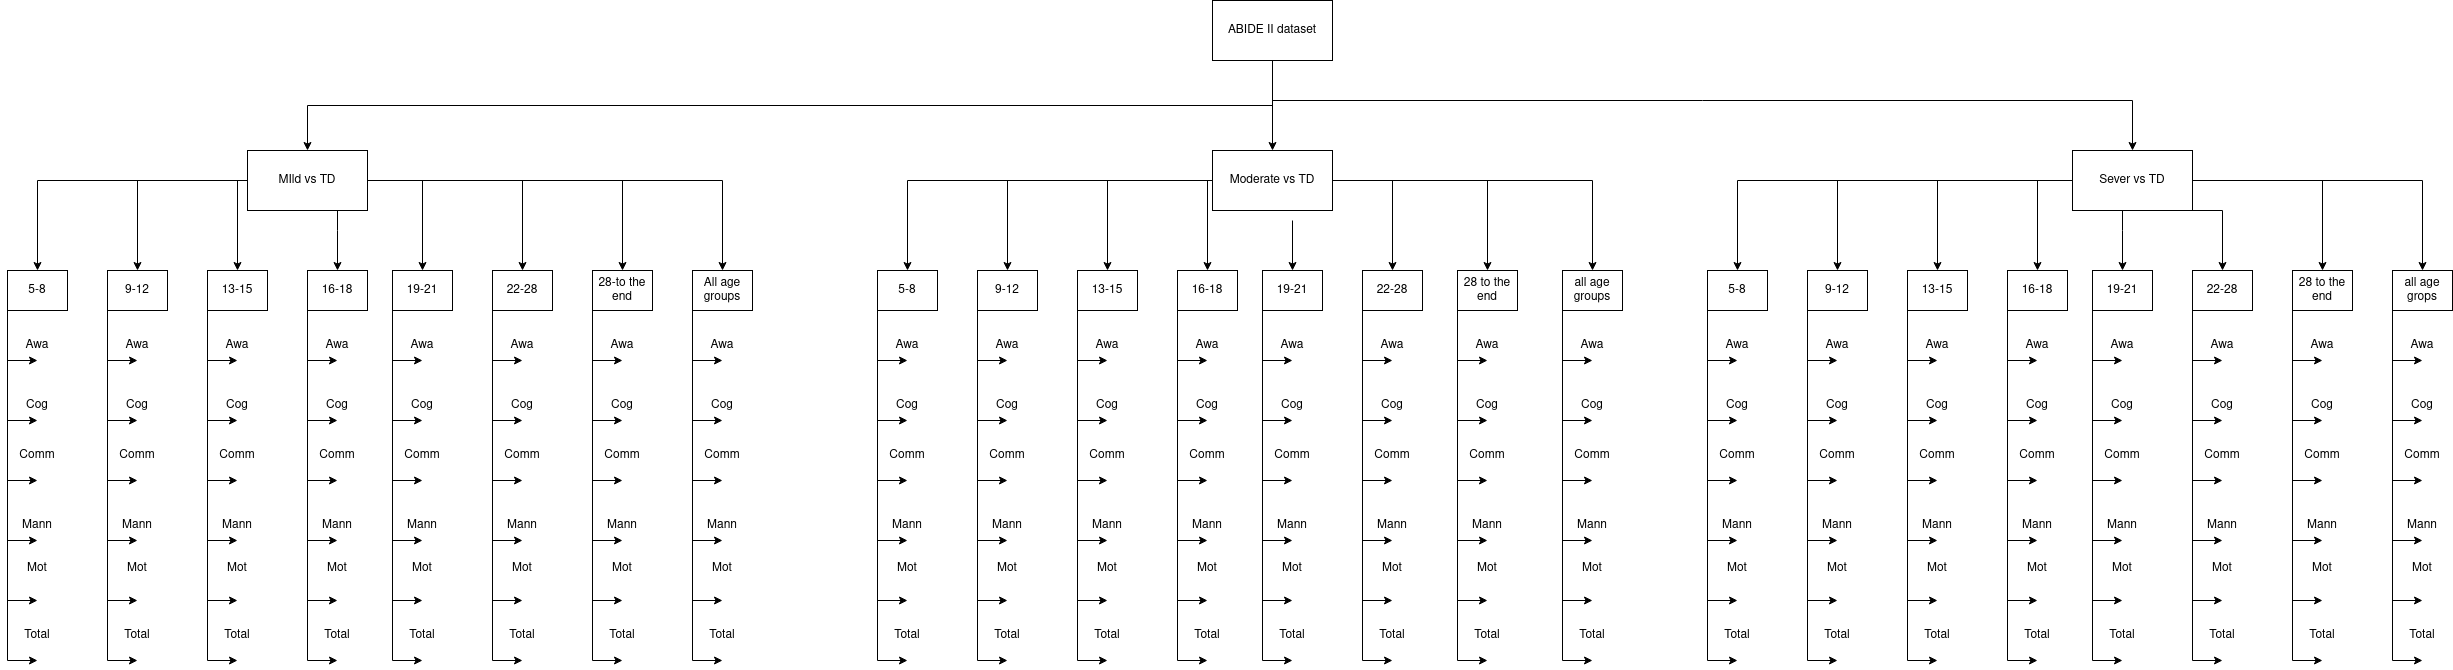 ABIDE II dataset
MIld vs TD
Moderate vs TD
Sever vs TD
5-8 9-12 13-15 16-18 19-21 22-28 28-to the end All age groups 5-8 9-12 13-15 16-18 19-21 22-28 28 to the end all age groups 5-8 9-12 13-15 16-18 19-21 22-28 28 to the end all age grops
Awa Awa Awa Awa Awa Awa Awa Awa Awa Awa Awa Awa Awa Awa Awa Awa Awa Awa Awa Awa Awa Awa Awa Awa
Cog Cog Cog Cog Cog Cog Cog Cog Cog Cog Cog Cog Cog Cog Cog Cog Cog Cog Cog Cog Cog Cog Cog Cog
Comm Comm Comm Comm Comm Comm Comm Comm Comm Comm Comm Comm Comm Comm Comm Comm Comm Comm Comm Comm Comm Comm Comm Comm
Mann Mann Mann Mann Mann Mann Mann Mann Mann Mann Mann Mann Mann Mann Mann Mann Mann Mann Mann Mann Mann Mann Mann Mann
Mot Mot Mot Mot Mot Mot Mot Mot Mot Mot Mot Mot Mot Mot Mot Mot Mot Mot Mot Mot Mot Mot Mot Mot
Total Total Total Total Total Total Total Total Total Total Total Total Total Total Total Total Total Total Total Total Total Total Total Total